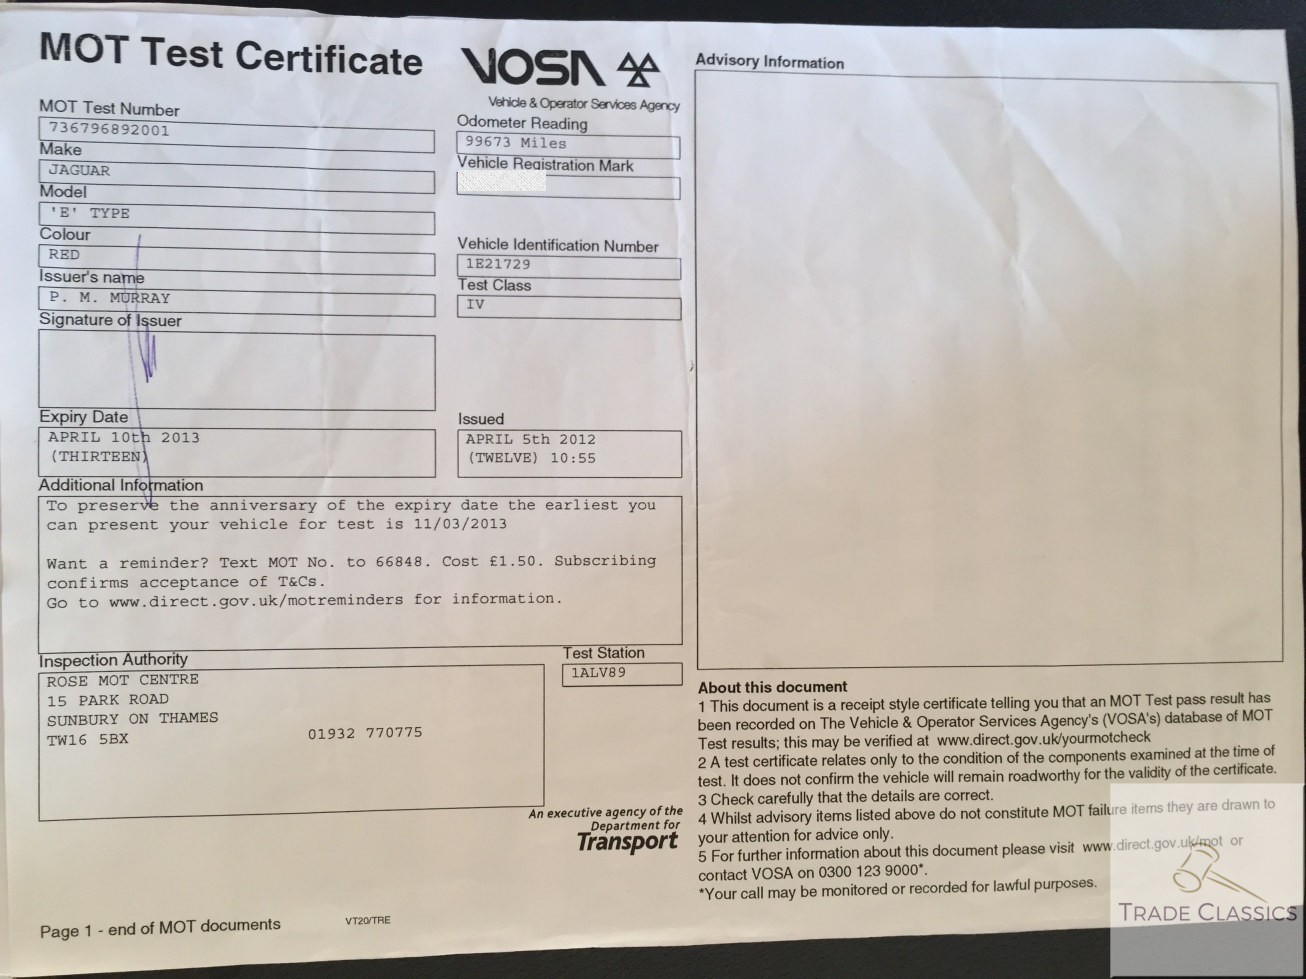 MOT Test Certificate
VOSA
Vehicle & Operator Services Agency
MOT Test Number
736796892001
Make
JAGUAR
Model
'E' TYPE
Colour
RED
Issuer's name
P. M. MURRAY
Signature of Issuer
Expiry Date
APRIL 10th 2013
(THIRTEEN)
Odometer Reading
99673 Miles
Vehicle Registration Mark
Vehicle Identification Number
1E21729
Test Class
IV
Issued
APRIL 5th 2012
(TWELVE) 10:55
Additional Information
To preserve the anniversary of the expiry date the earliest you
can present your vehicle for test is 11/03/2013
Want a reminder? Text MOT No. to 66848. Cost £1.50. Subscribing
confirms acceptance of T&Cs.
Go to www.direct.gov.uk/motreminders for information.
Inspection Authority
ROSE MOT CENTRE
15 PARK ROAD
SUNBURY ON THAMES
TW16 5BX 01932 770775
Test Station
1ALV89
An executive agency of the
Department for
Transport
Page 1 - end of MOT documents
VT20/TRE
Advisory Information
About this document
1 This document is a receipt style certificate telling you that an MOT Test pass result has
been recorded on The Vehicle & Operator Services Agency's (VOSA's) database of MOT
Test results; this may be verified at www.direct.gov.uk/yourmotcheck
2 A test certificate relates only to the condition of the components examined at the time of
test. It does not confirm the vehicle will remain roadworthy for the validity of the certificate.
3 Check carefully that the details are correct.
4 Whilst advisory items listed above do not constitute MOT failure items they are drawn to
your attention for advice only.
5 For further information about this document please visit www.direct.gov.uk/mot or
contact VOSA on 0300 123 9000*.
*Your call may be monitored or recorded for lawful purposes.
TRADE CLASSICS